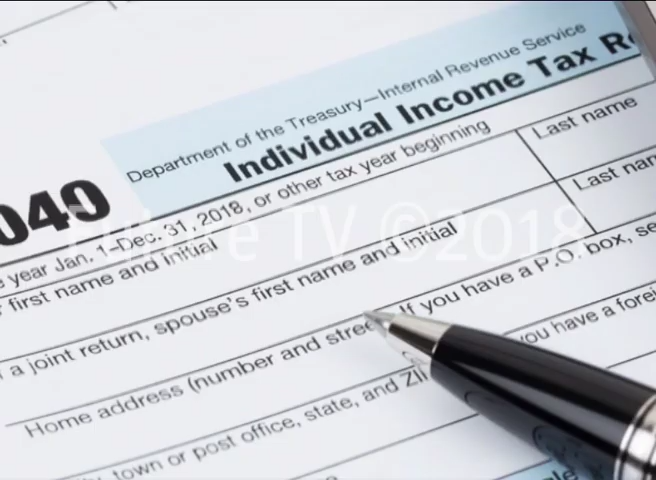 Department of the Treasury—Internal Revenue Service
Individual Income Tax
040
e year Jan. 1–Dec. 31, 2018, or other tax year beginning
first name and initial
Last name
a joint return, spouse's first name and initial
Last nam
Home address (number and street If you have a P.O. box, se
town or post office, state, and ZI
you have a forei
Future TV ©2018